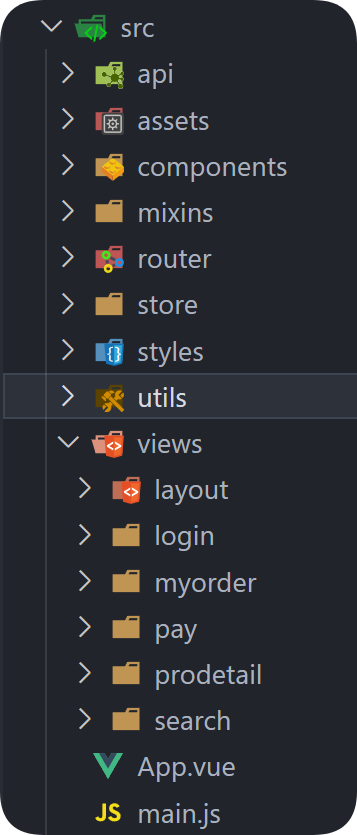 src
api
assets
components
mixins
router
store
styles
utils
views
layout
login
myorder
pay
prodetail
search
App.vue
JS main.js